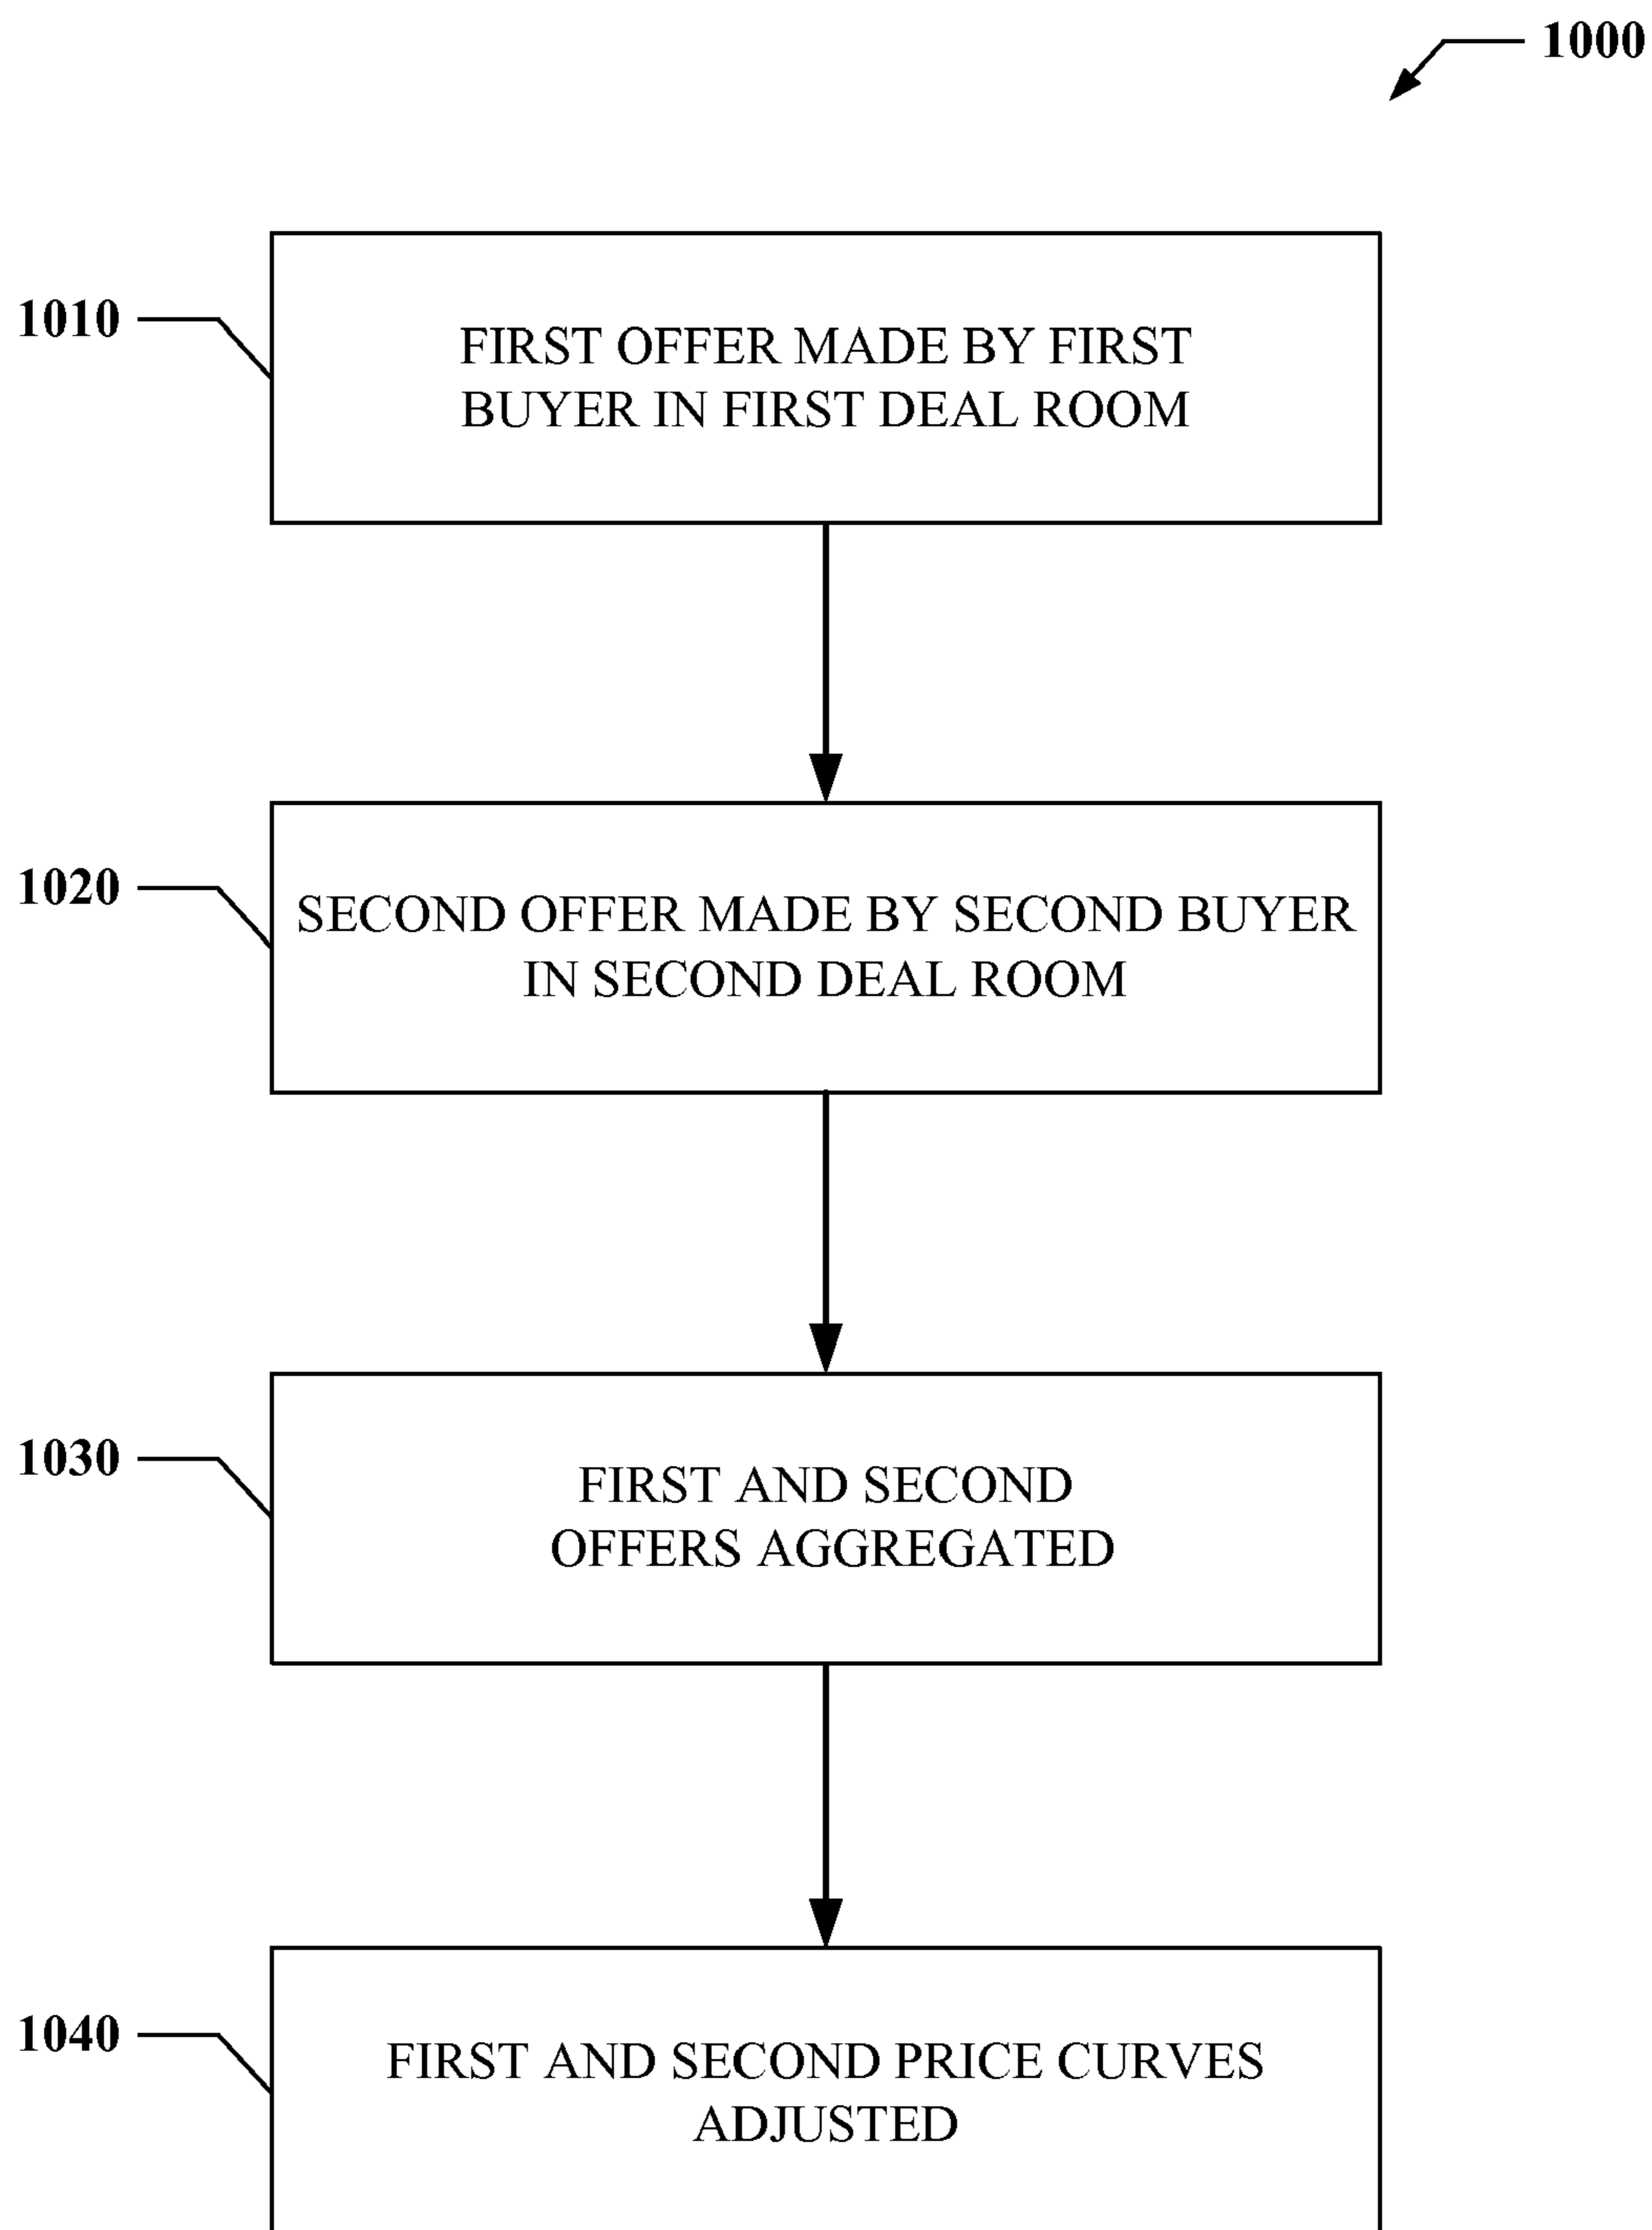 1000
1010
FIRST OFFER MADE BY FIRST
BUYER IN FIRST DEAL ROOM
1020
SECOND OFFER MADE BY SECOND BUYER
IN SECOND DEAL ROOM
1030
FIRST AND SECOND
OFFERS AGGREGATED
1040
FIRST AND SECOND PRICE CURVES
ADJUSTED